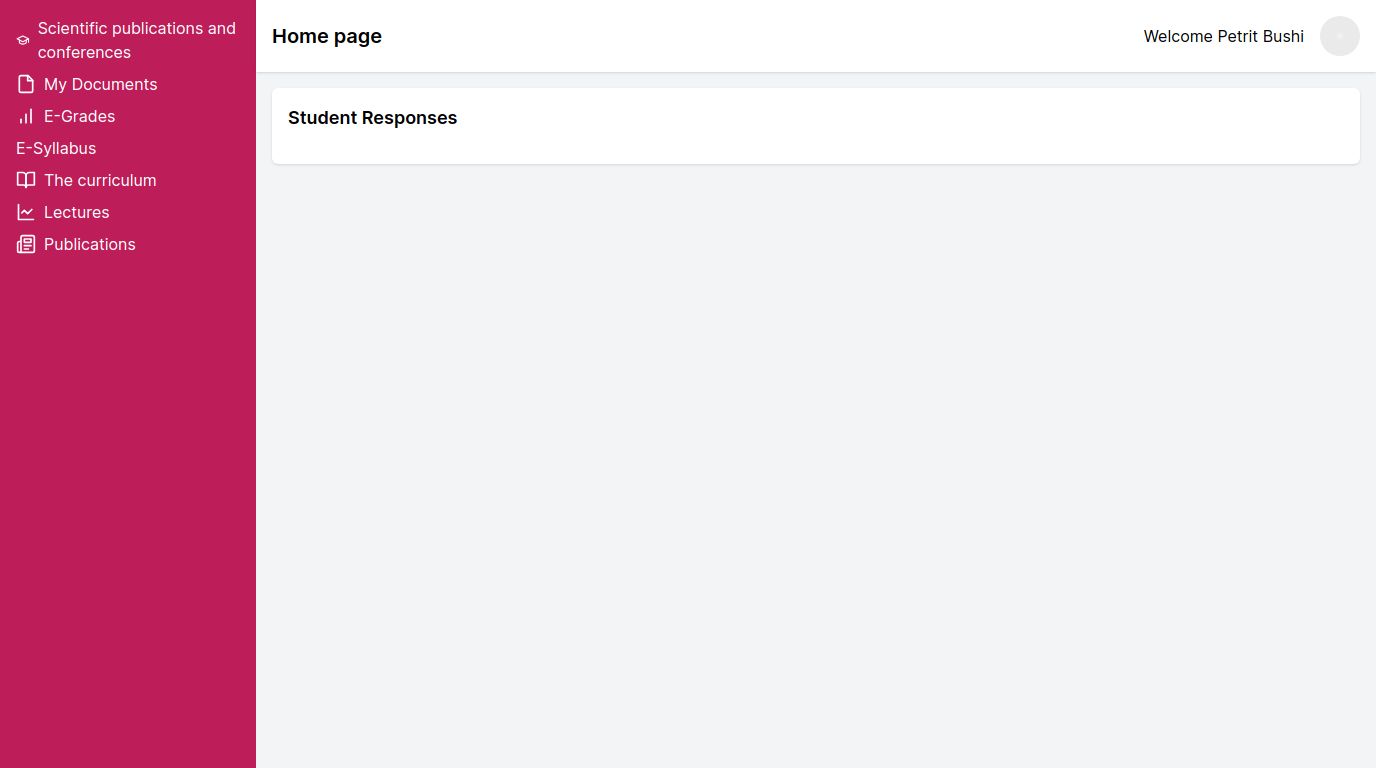 Scientific publications and
conferences
My Documents
E-Grades
E-Syllabus
The curriculum
Lectures
Publications
Home page
Welcome Petrit Bushi
Student Responses